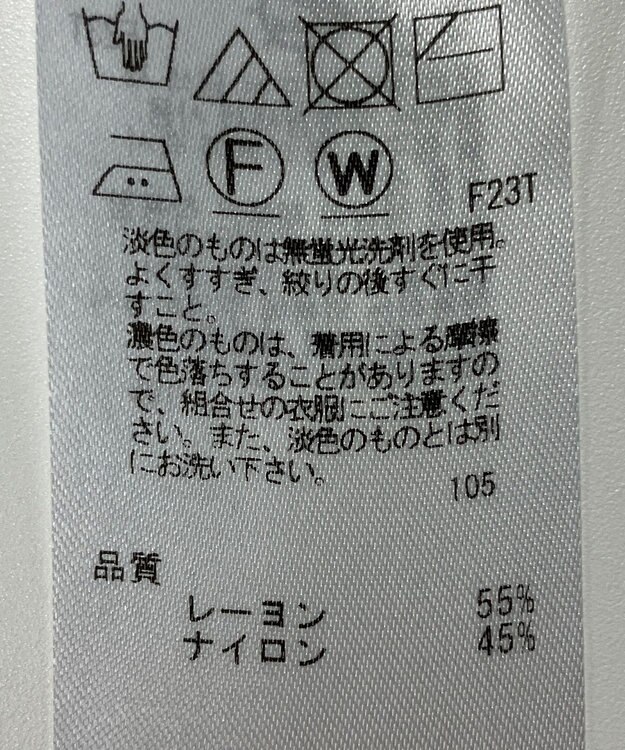 F W
F23T
淡色のものは無蛍光洗剤を使用。
よくすすぎ、絞りの後すぐに干
すこと。
濃色のものは、着用による摩擦
で色落ちすることがありますの
で、組合せの衣服にご注意くだ
さい。また、淡色のものとは別
にお洗い下さい。
105
品質
レーヨン 55%
ナイロン 45%